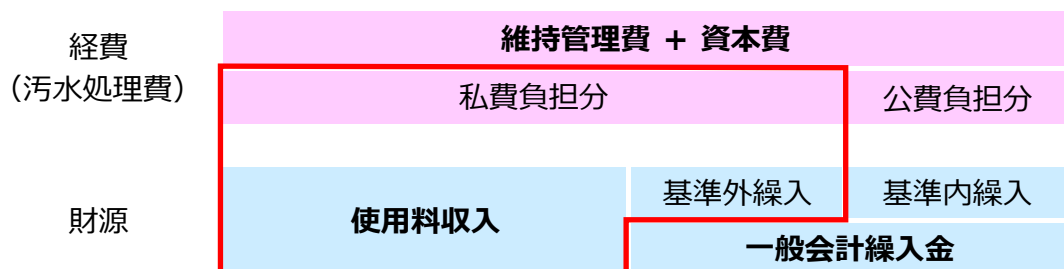 経費
（汚水処理費）
維持管理費 + 資本費
私費負担分
公費負担分
財源
使用料収入
基準外繰入
基準内繰入
一般会計繰入金